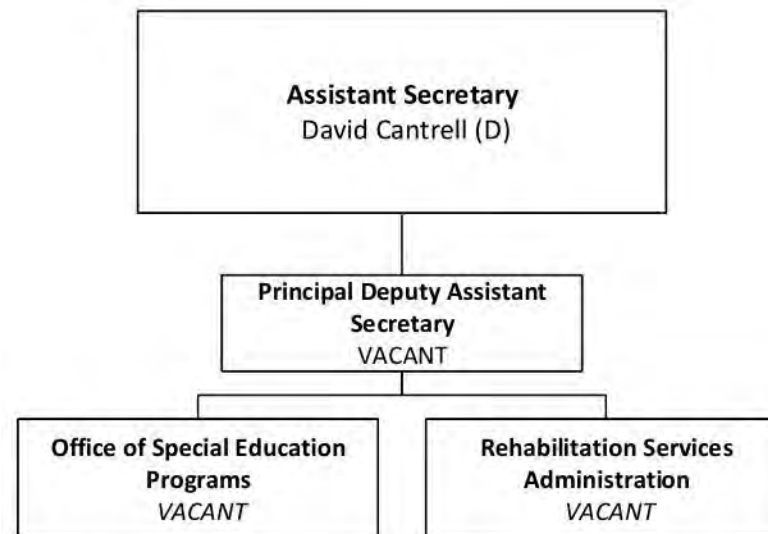 Assistant Secretary
David Cantrell (D)
Principal Deputy Assistant
Secretary
VACANT
Office of Special Education
Programs
VACANT
Rehabilitation Services
Administration
VACANT